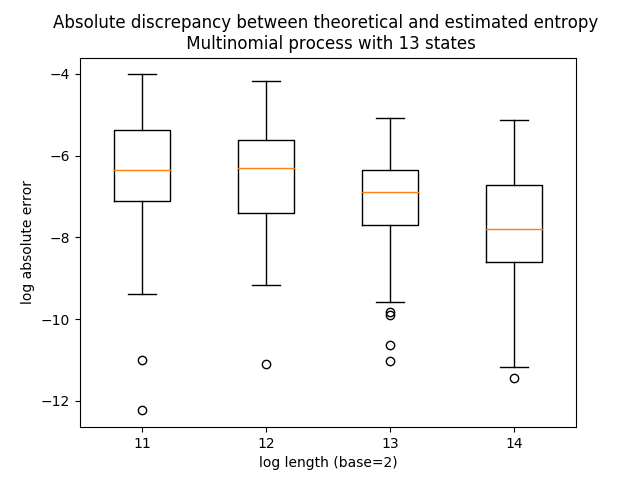 Absolute discrepancy between theoretical and estimated entropy
Multinomial process with 13 states
−4
−6
−8
−10
−12
log absolute error
11 12 13 14
log length (base=2)